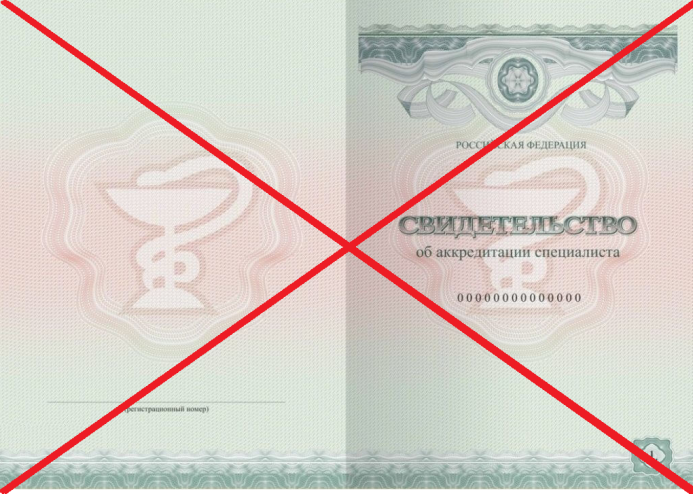 РОССИЙСКАЯ ФЕДЕРАЦИЯ
СВИДЕТЕЛЬСТВО
об аккредитации специалиста
00000000000000
(регистрационный номер)